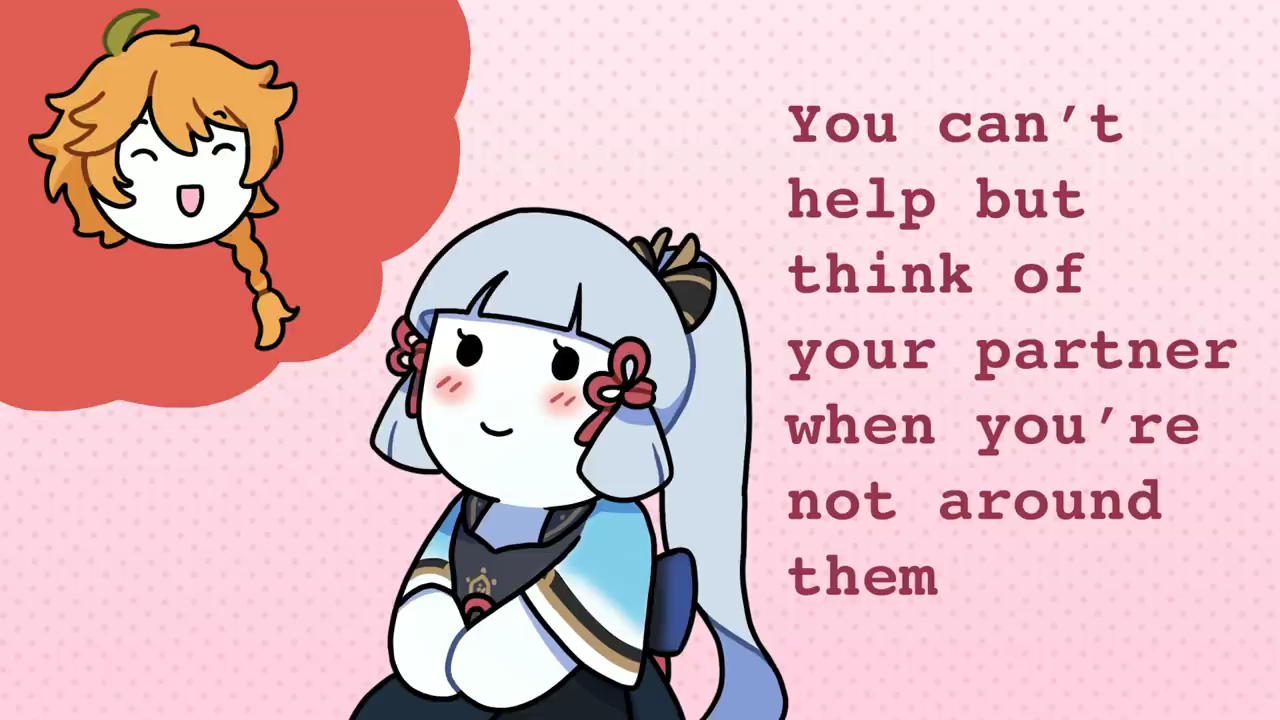 You can’t
help but
think of
your partner
when you’re
not around
them